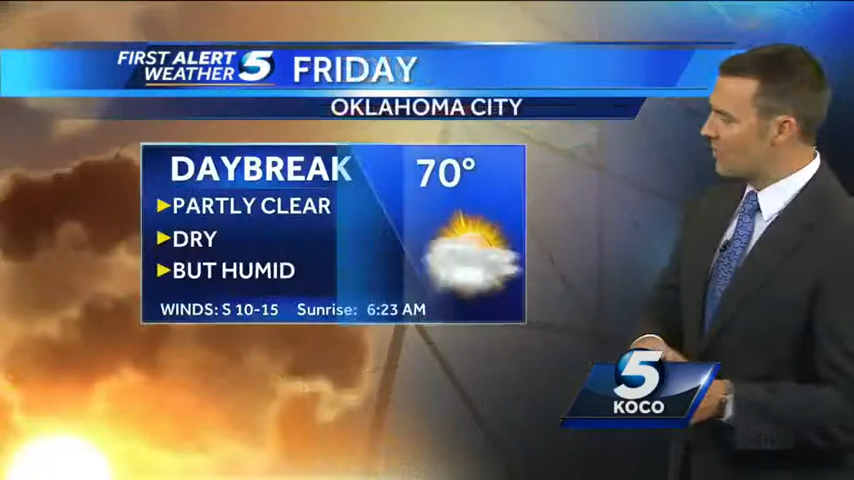 FIRST ALERT
WEATHER 5
FRIDAY
OKLAHOMA CITY
DAYBREAK
70°
PARTLY CLEAR
DRY
BUT HUMID
WINDS: S 10-15 Sunrise: 6:23 AM
5
KOCO